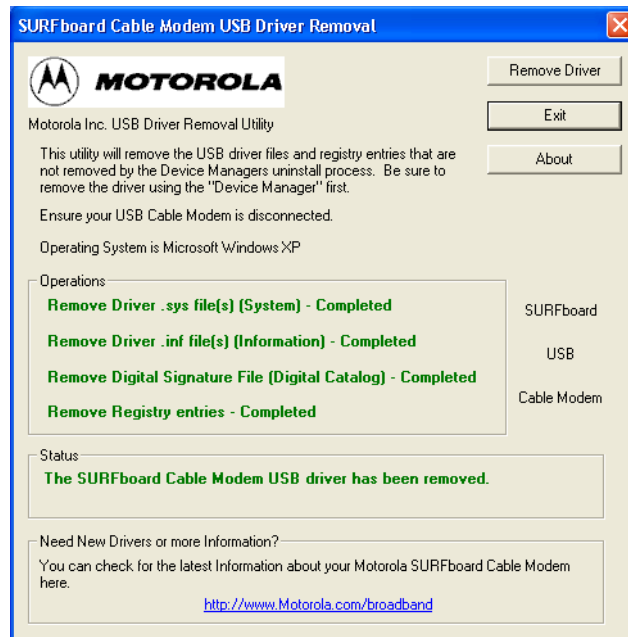 SURFboard Cable Modem USB Driver Removal
MOTOROLA
Remove Driver
Motorola Inc. USB Driver Removal Utility
Exit
This utility will remove the USB driver files and registry entries that are
not removed by the Device Managers uninstall process. Be sure to
remove the driver using the "Device Manager" first.
About
Ensure your USB Cable Modem is disconnected.
Operating System is Microsoft Windows XP
Operations
Remove Driver .sys file(s) (System) - Completed
Remove Driver .inf file(s) (Information) - Completed
Remove Digital Signature File (Digital Catalog) - Completed
Remove Registry entries - Completed
SURFboard
USB
Cable Modem
Status
The SURFboard Cable Modem USB driver has been removed.
Need New Drivers or more Information?
You can check for the latest Information about your Motorola SURFboard Cable Modem
here.
http://www.Motorola.com/broadband